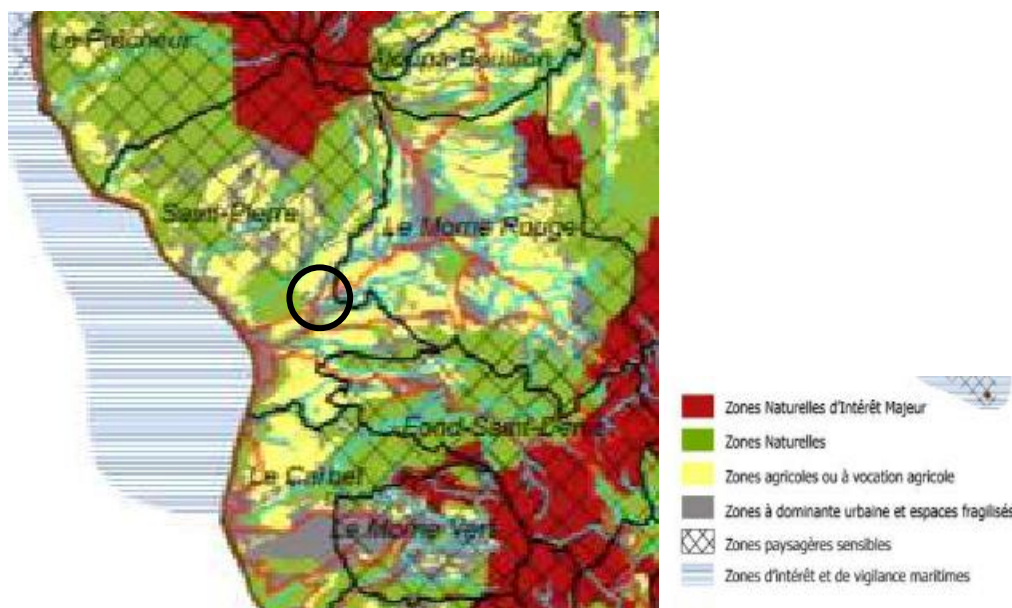 Le Prêcheur
Ajoupa-Bouillon
Saint-Pierre
Le Morne Rouge
Fond-Saint-Denis
Le Carbet
Le Morne Vert
Zones Naturelles d'Intérêt Majeur
Zones Naturelles
Zones agricoles ou à vocation agricole
Zones à dominante urbaine et espaces fragilisés
Zones paysagères sensibles
Zones d'intérêt et de vigilance maritimes